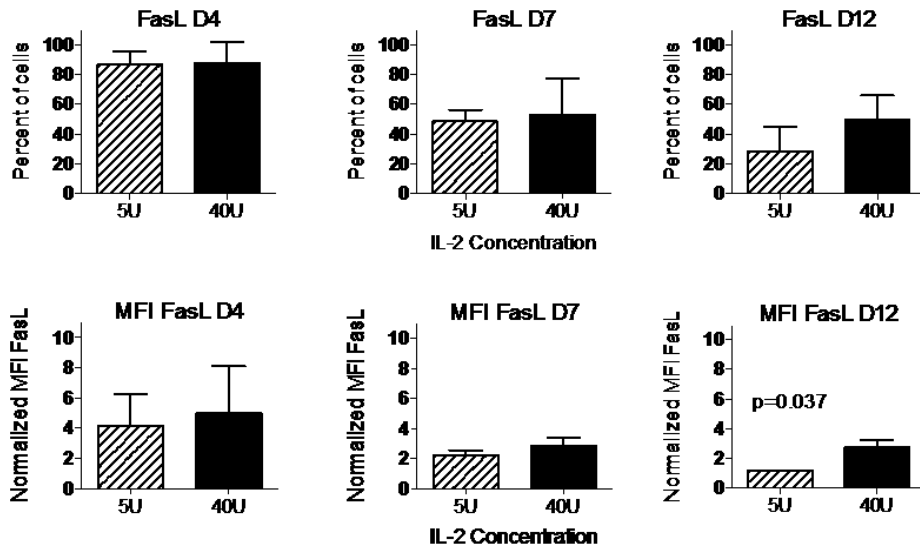 FasL D4
FasL D7
FasL D12
Percent of cells
100
80
60
40
20
0
5U
40U
Percent of cells
100
80
60
40
20
0
5U
40U
Percent of cells
100
80
60
40
20
0
5U
40U
IL-2 Concentration
MFI FasL D4
MFI FasL D7
MFI FasL D12
Normalized MFI FasL
10
8
6
4
2
0
5U
40U
Normalized MFI FasL
10
8
6
4
2
0
5U
40U
Normalized MFI FasL
10
8
6
4
2
0
p=0.037
5U
40U
IL-2 Concentration